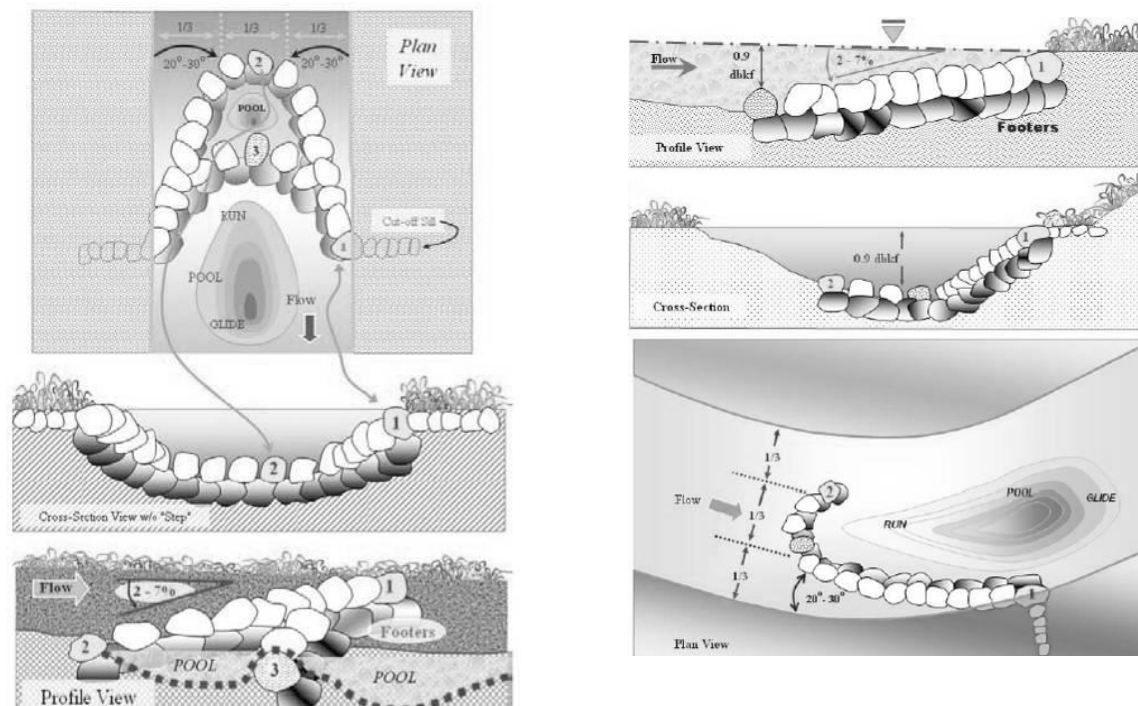 1/3 1/3 1/3
Plan
View
20°-30° 2 20°-30°
POOL
3
RUN
Cut-off Sill
1
POOL
Flow
GLIDE
1
2
Cross-Section View w/o "Step"
Flow
2 - 7%
1
Footers
2
POOL
3
POOL
Profile View
0.9
dbkf
Flow
2 - 7%
1
Footers
Profile View
1
0.9 dbkf
2
Cross-Section
1/3
2
Flow
1/3
POOL
GLIDE
RUN
1/3
20°-30°
1
Plan View